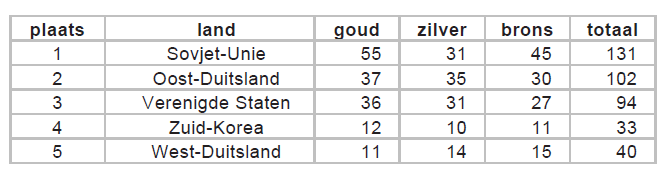 plaats land goud zilver brons totaal
1 Sovjet-Unie 55 31 45 131
2 Oost-Duitsland 37 35 30 102
3 Verenigde Staten 36 31 27 94
4 Zuid-Korea 12 10 11 33
5 West-Duitsland 11 14 15 40